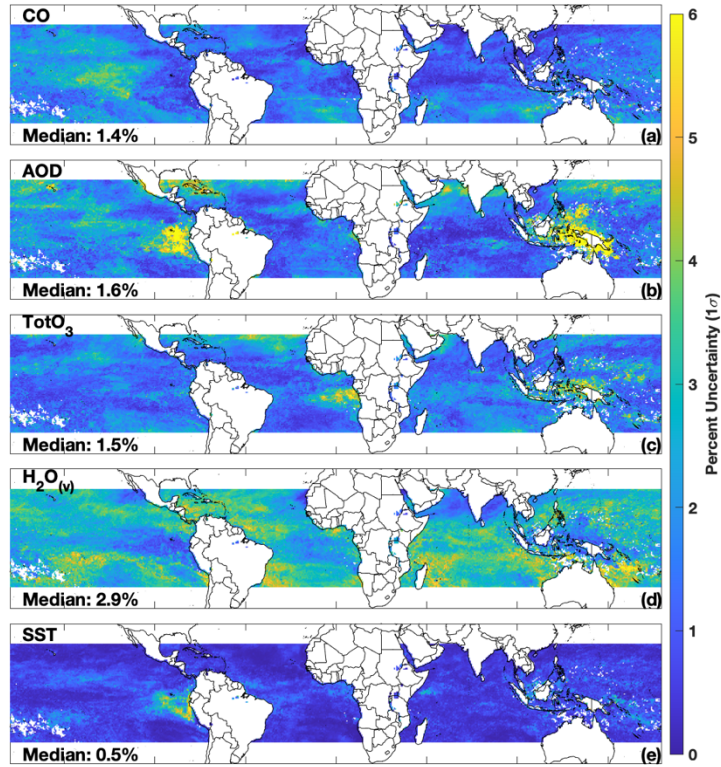 CO
Median: 1.4%
(a)
AOD
Median: 1.6%
(b)
TotO₃
Median: 1.5%
(c)
H₂O₍ᵥ₎
Median: 2.9%
(d)
SST
Median: 0.5%
(e)
6
5
4
3
2
1
0
Percent Uncertainty (1σ)